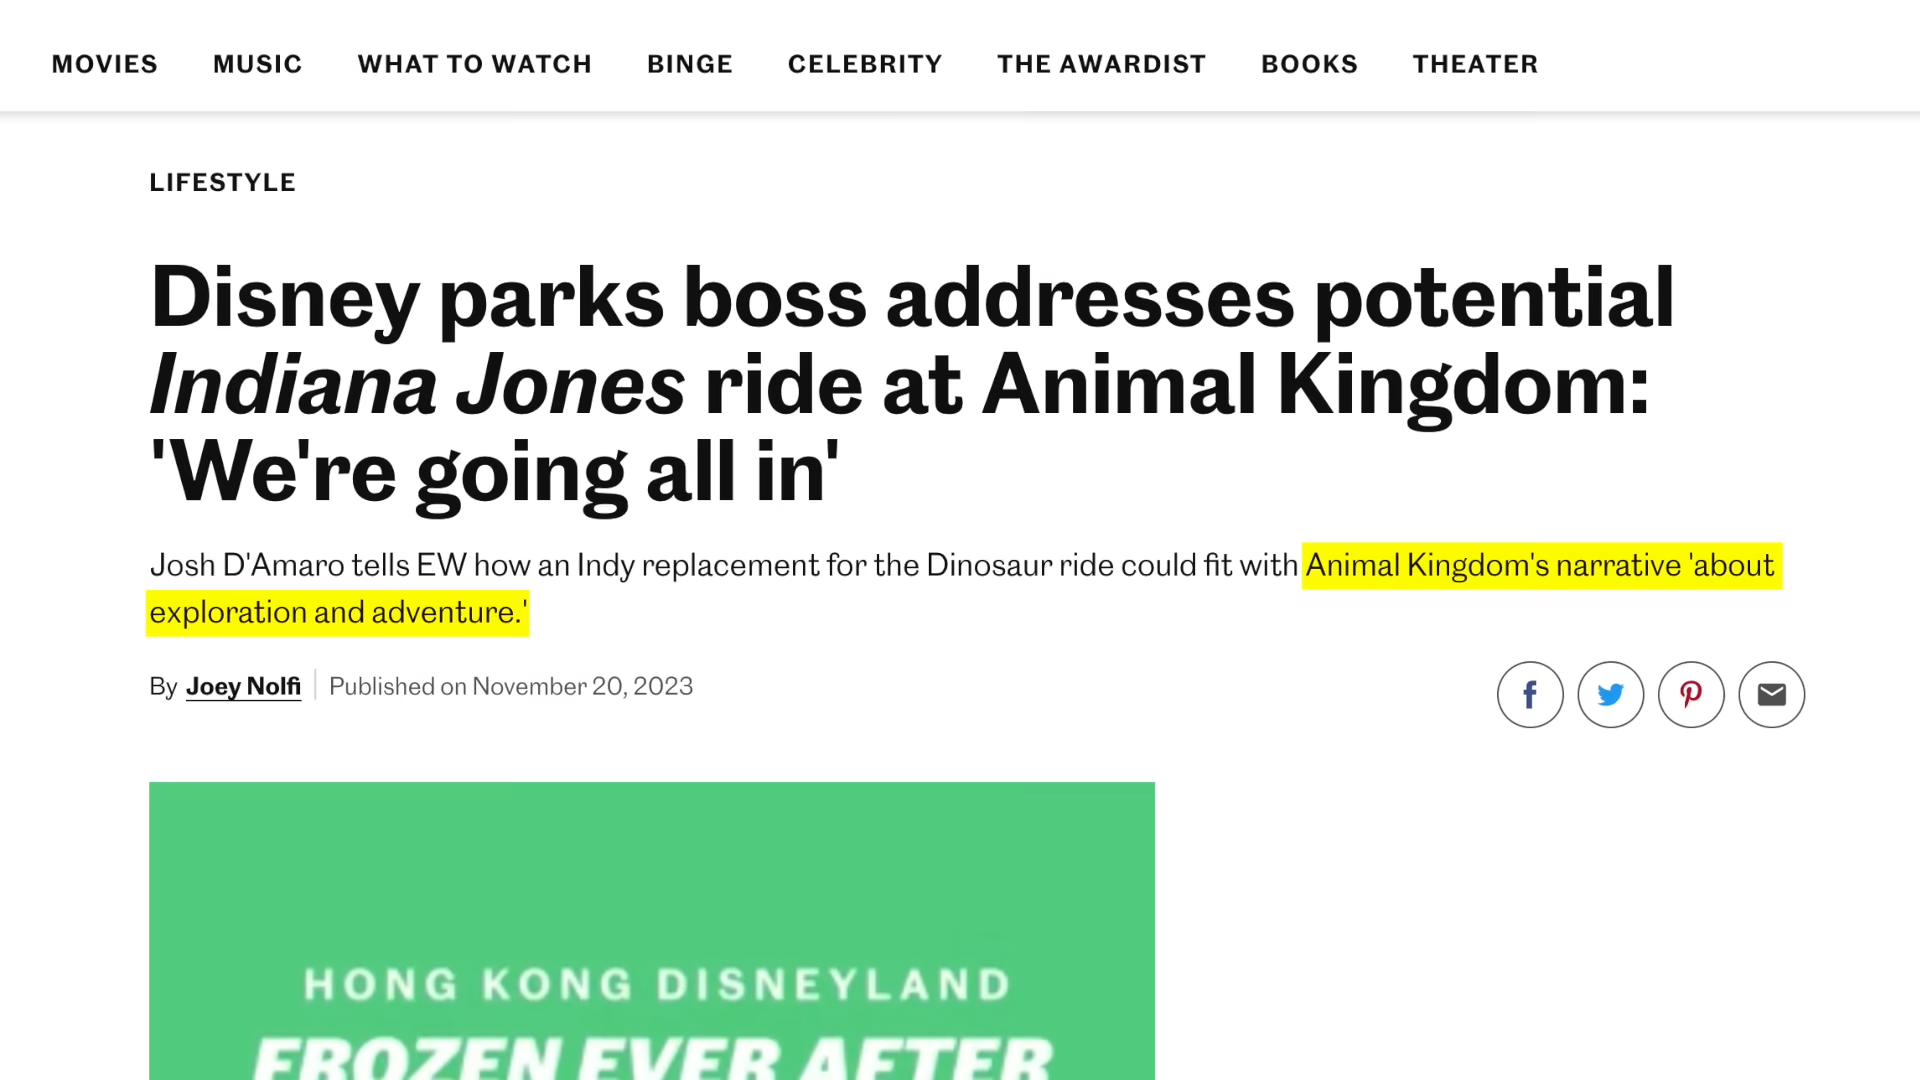 MOVIES MUSIC WHAT TO WATCH BINGE CELEBRITY THE AWARDIST BOOKS THEATER
LIFESTYLE
Disney parks boss addresses potential
Indiana Jones ride at Animal Kingdom:
'We're going all in'
Josh D'Amaro tells EW how an Indy replacement for the Dinosaur ride could fit with Animal Kingdom's narrative 'about
exploration and adventure.'
By Joey Nolfi Published on November 20, 2023
HONG KONG DISNEYLAND
FROZEN EVER AFTER